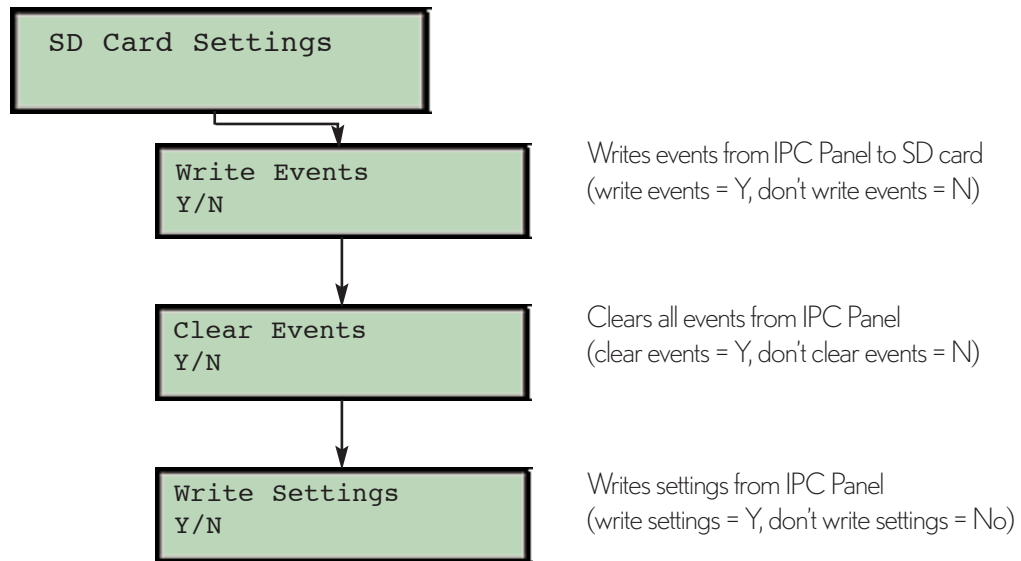 SD Card Settings
Write Events
Y/N
Writes events from IPC Panel to SD card
(write events = Y, don't write events = N)
Clear Events
Y/N
Clears all events from IPC Panel
(clear events = Y, don't clear events = N)
Write Settings
Y/N
Writes settings from IPC Panel
(write settings = Y, don't write settings = No)